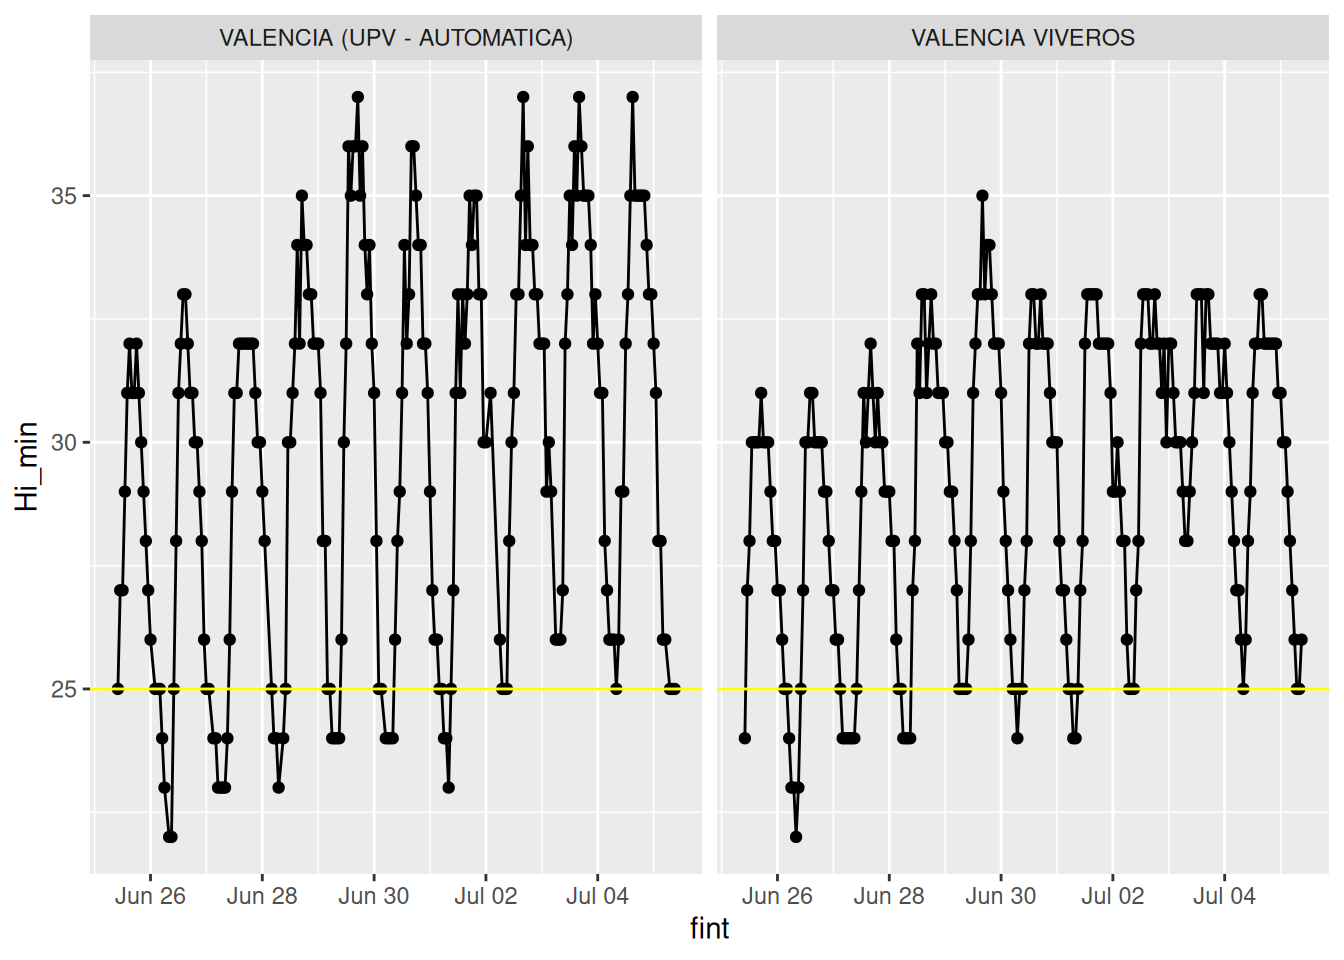 VALENCIA (UPV - AUTOMATICA)
VALENCIA VIVEROS
35
30
25
Hi_min
Jun 26
Jun 28
Jun 30
Jul 02
Jul 04
Jun 26
Jun 28
Jun 30
Jul 02
Jul 04
fint